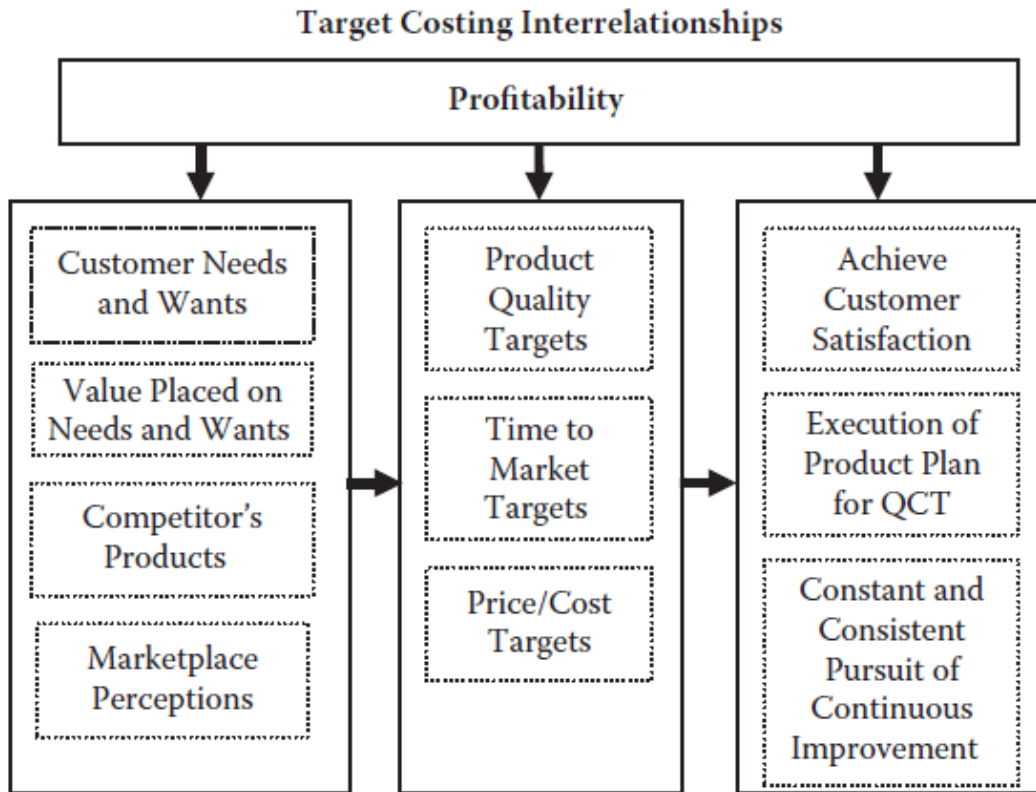 Target Costing Interrelationships
Profitability
Customer Needs
and Wants
Value Placed on
Needs and Wants
Competitor’s
Products
Marketplace
Perceptions
Product
Quality
Targets
Time to
Market
Targets
Price/Cost
Targets
Achieve
Customer
Satisfaction
Execution of
Product Plan
for QCT
Constant and
Consistent
Pursuit of
Continuous
Improvement